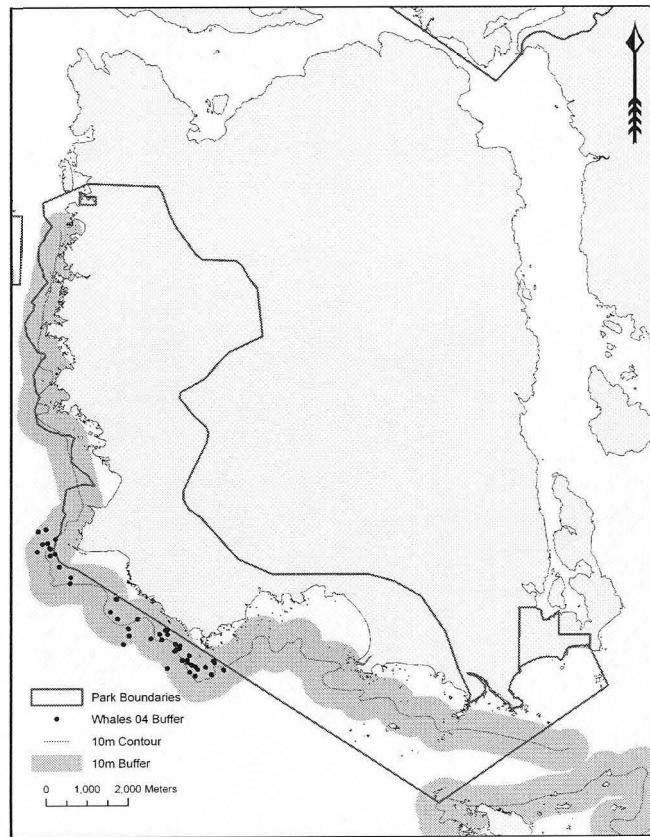 Park Boundaries
Whales 04 Buffer
10m Contour
10m Buffer
0 1,000 2,000 Meters